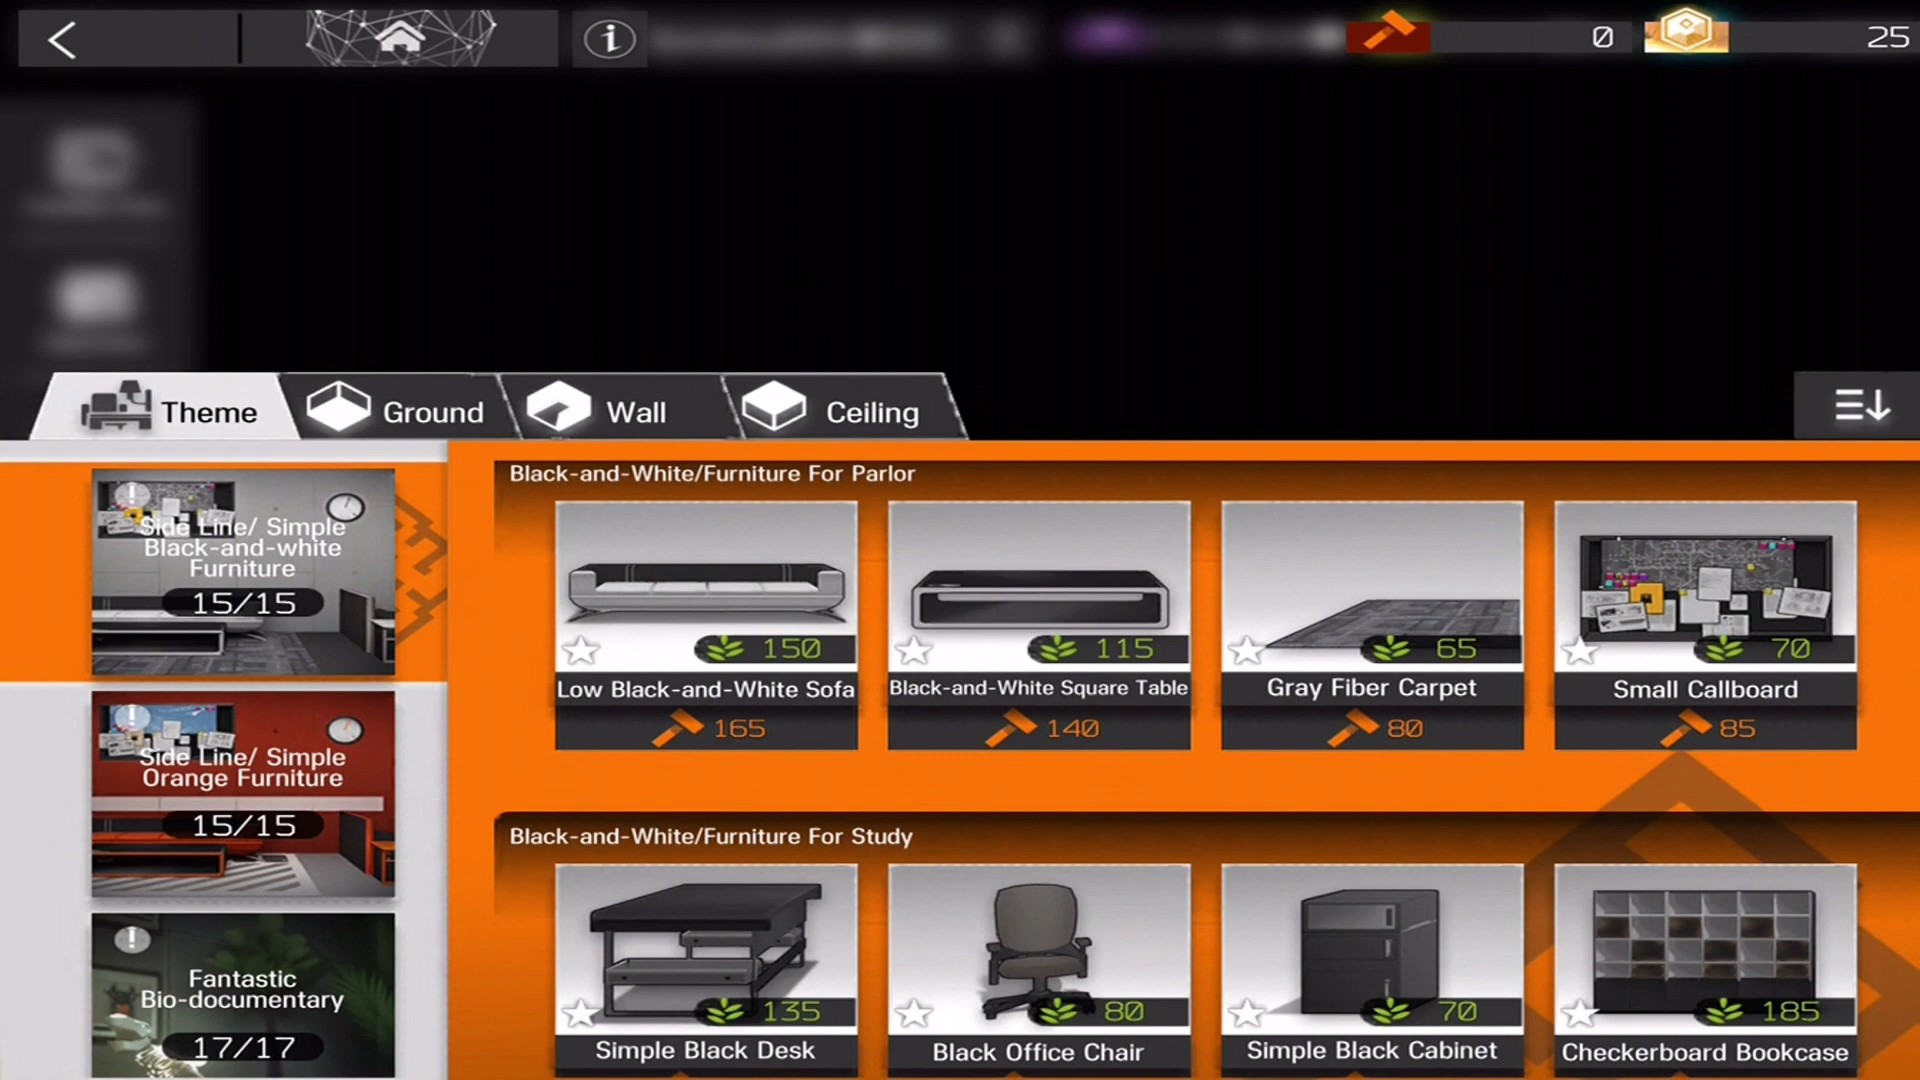 0
25
Theme
Ground
Wall
Ceiling
Side Line/ Simple
Black-and-white
Furniture
15/15
Side Line/ Simple
Orange Furniture
15/15
Fantastic
Bio-documentary
17/17
Black-and-White/Furniture For Parlor
150
115
65
70
Low Black-and-White Sofa
Black-and-White Square Table
Gray Fiber Carpet
Small Callboard
165
140
80
85
Black-and-White/Furniture For Study
135
80
70
185
Simple Black Desk
Black Office Chair
Simple Black Cabinet
Checkerboard Bookcase